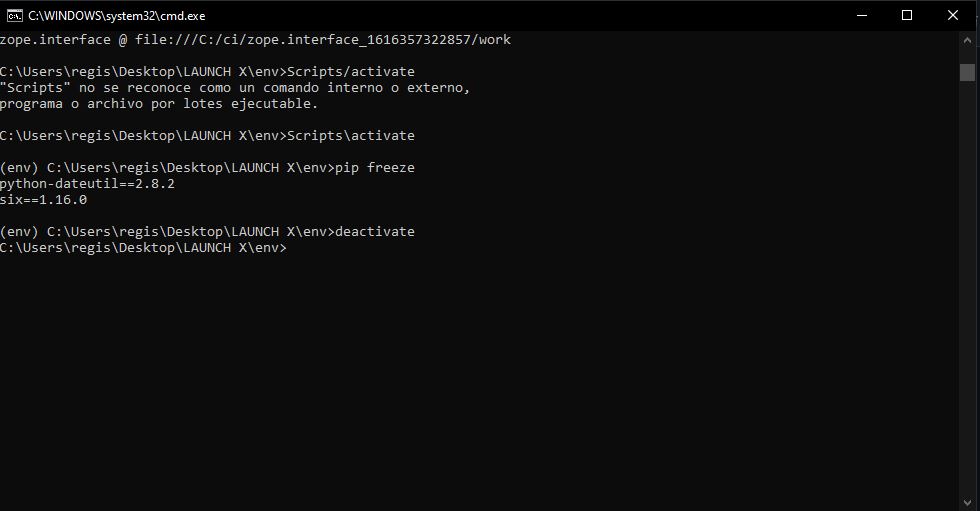 C:\WINDOWS\system32\cmd.exe
zope.interface @ file:///C:/ci/zope.interface_1616357322857/work
C:\Users\regis\Desktop\LAUNCH X\env>Scripts/activate
"Scripts" no se reconoce como un comando interno o externo,
programa o archivo por lotes ejecutable.
C:\Users\regis\Desktop\LAUNCH X\env>Scripts\activate
(env) C:\Users\regis\Desktop\LAUNCH X\env>pip freeze
python-dateutil==2.8.2
six==1.16.0
(env) C:\Users\regis\Desktop\LAUNCH X\env>deactivate
C:\Users\regis\Desktop\LAUNCH X\env>